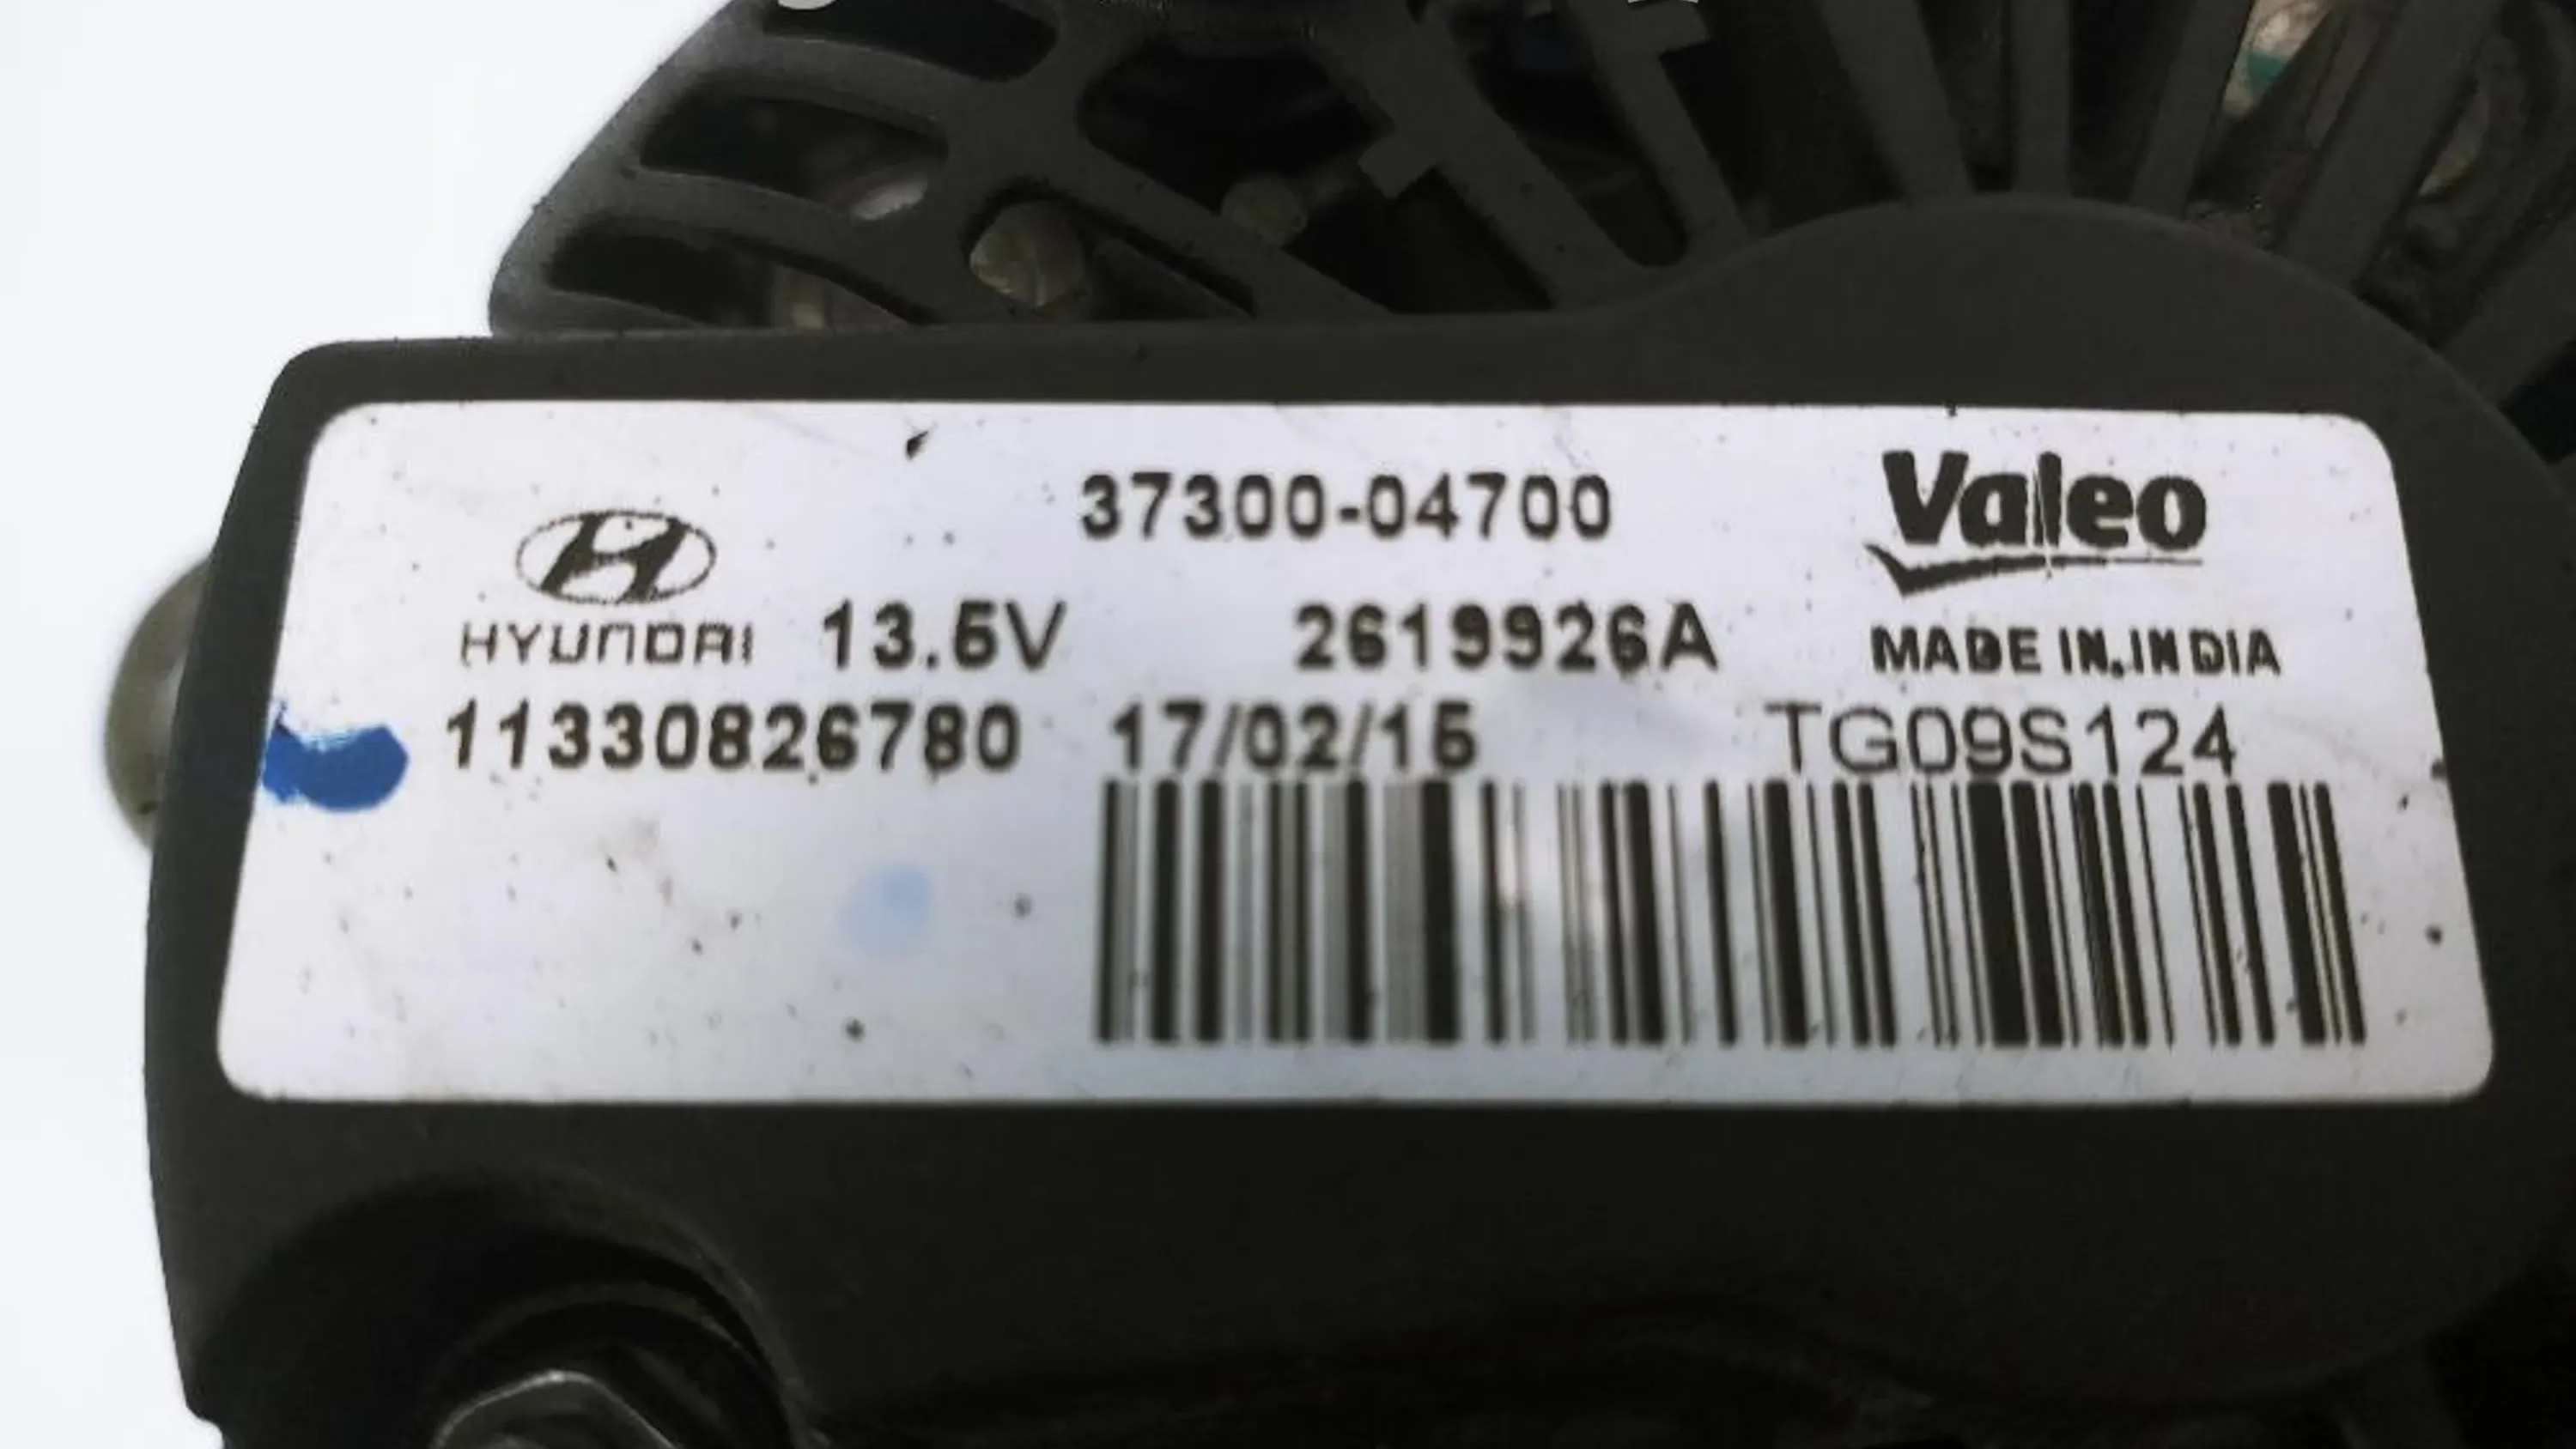 37300-04700
Valeo
HYUNDAI 13.5V 2619926A MADE IN INDIA
11330826780 17/02/15 TG09S124